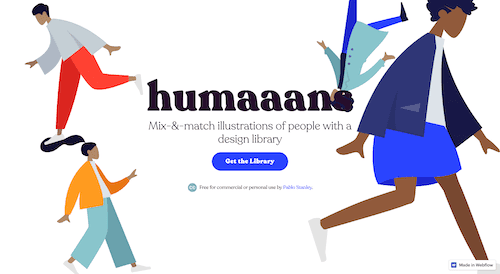 humaaans
Mix-&-match illustrations of people with a
design library
Get the Library
Free for commercial or personal use by Pablo Stanley.
Made in Webflow